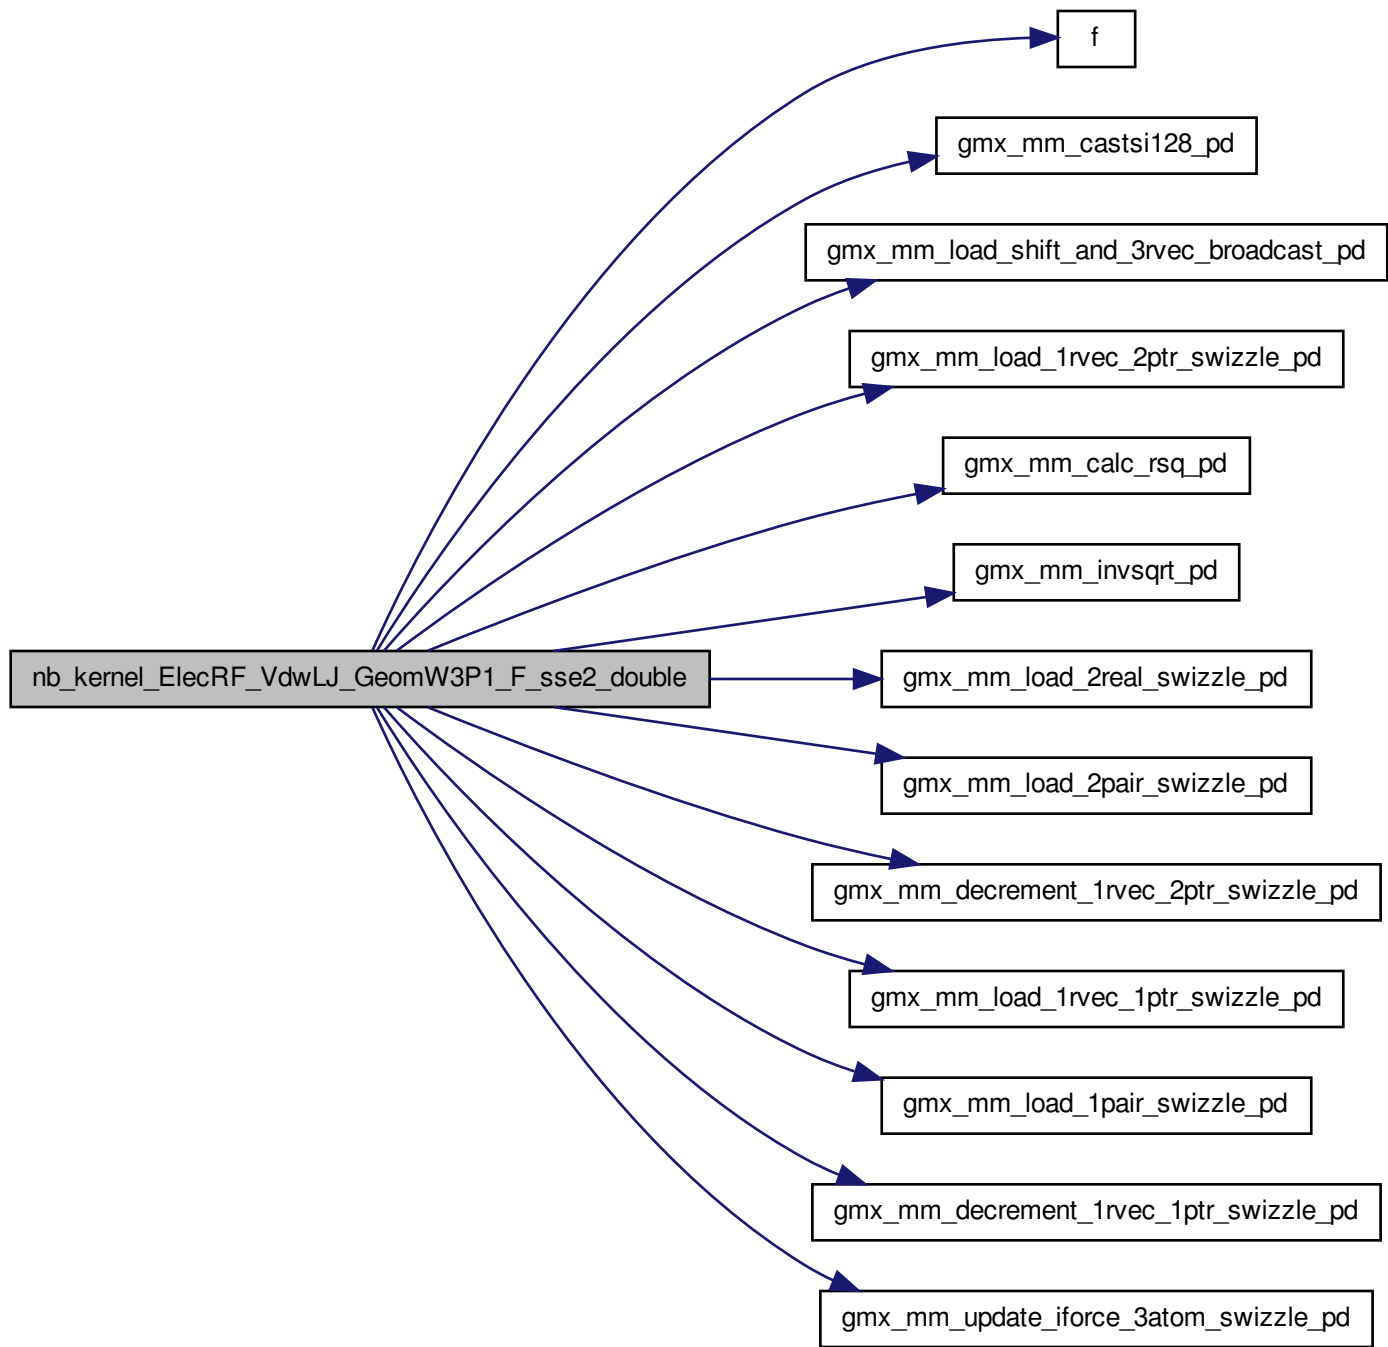 f
gmx_mm_castsi128_pd
gmx_mm_load_shift_and_3rvec_broadcast_pd
gmx_mm_load_1rvec_2ptr_swizzle_pd
gmx_mm_calc_rsq_pd
gmx_mm_invsqrt_pd
nb_kernel_ElecRF_VdwLJ_GeomW3P1_F_sse2_double
gmx_mm_load_2real_swizzle_pd
gmx_mm_load_2pair_swizzle_pd
gmx_mm_decrement_1rvec_2ptr_swizzle_pd
gmx_mm_load_1rvec_1ptr_swizzle_pd
gmx_mm_load_1pair_swizzle_pd
gmx_mm_decrement_1rvec_1ptr_swizzle_pd
gmx_mm_update_iforce_3atom_swizzle_pd